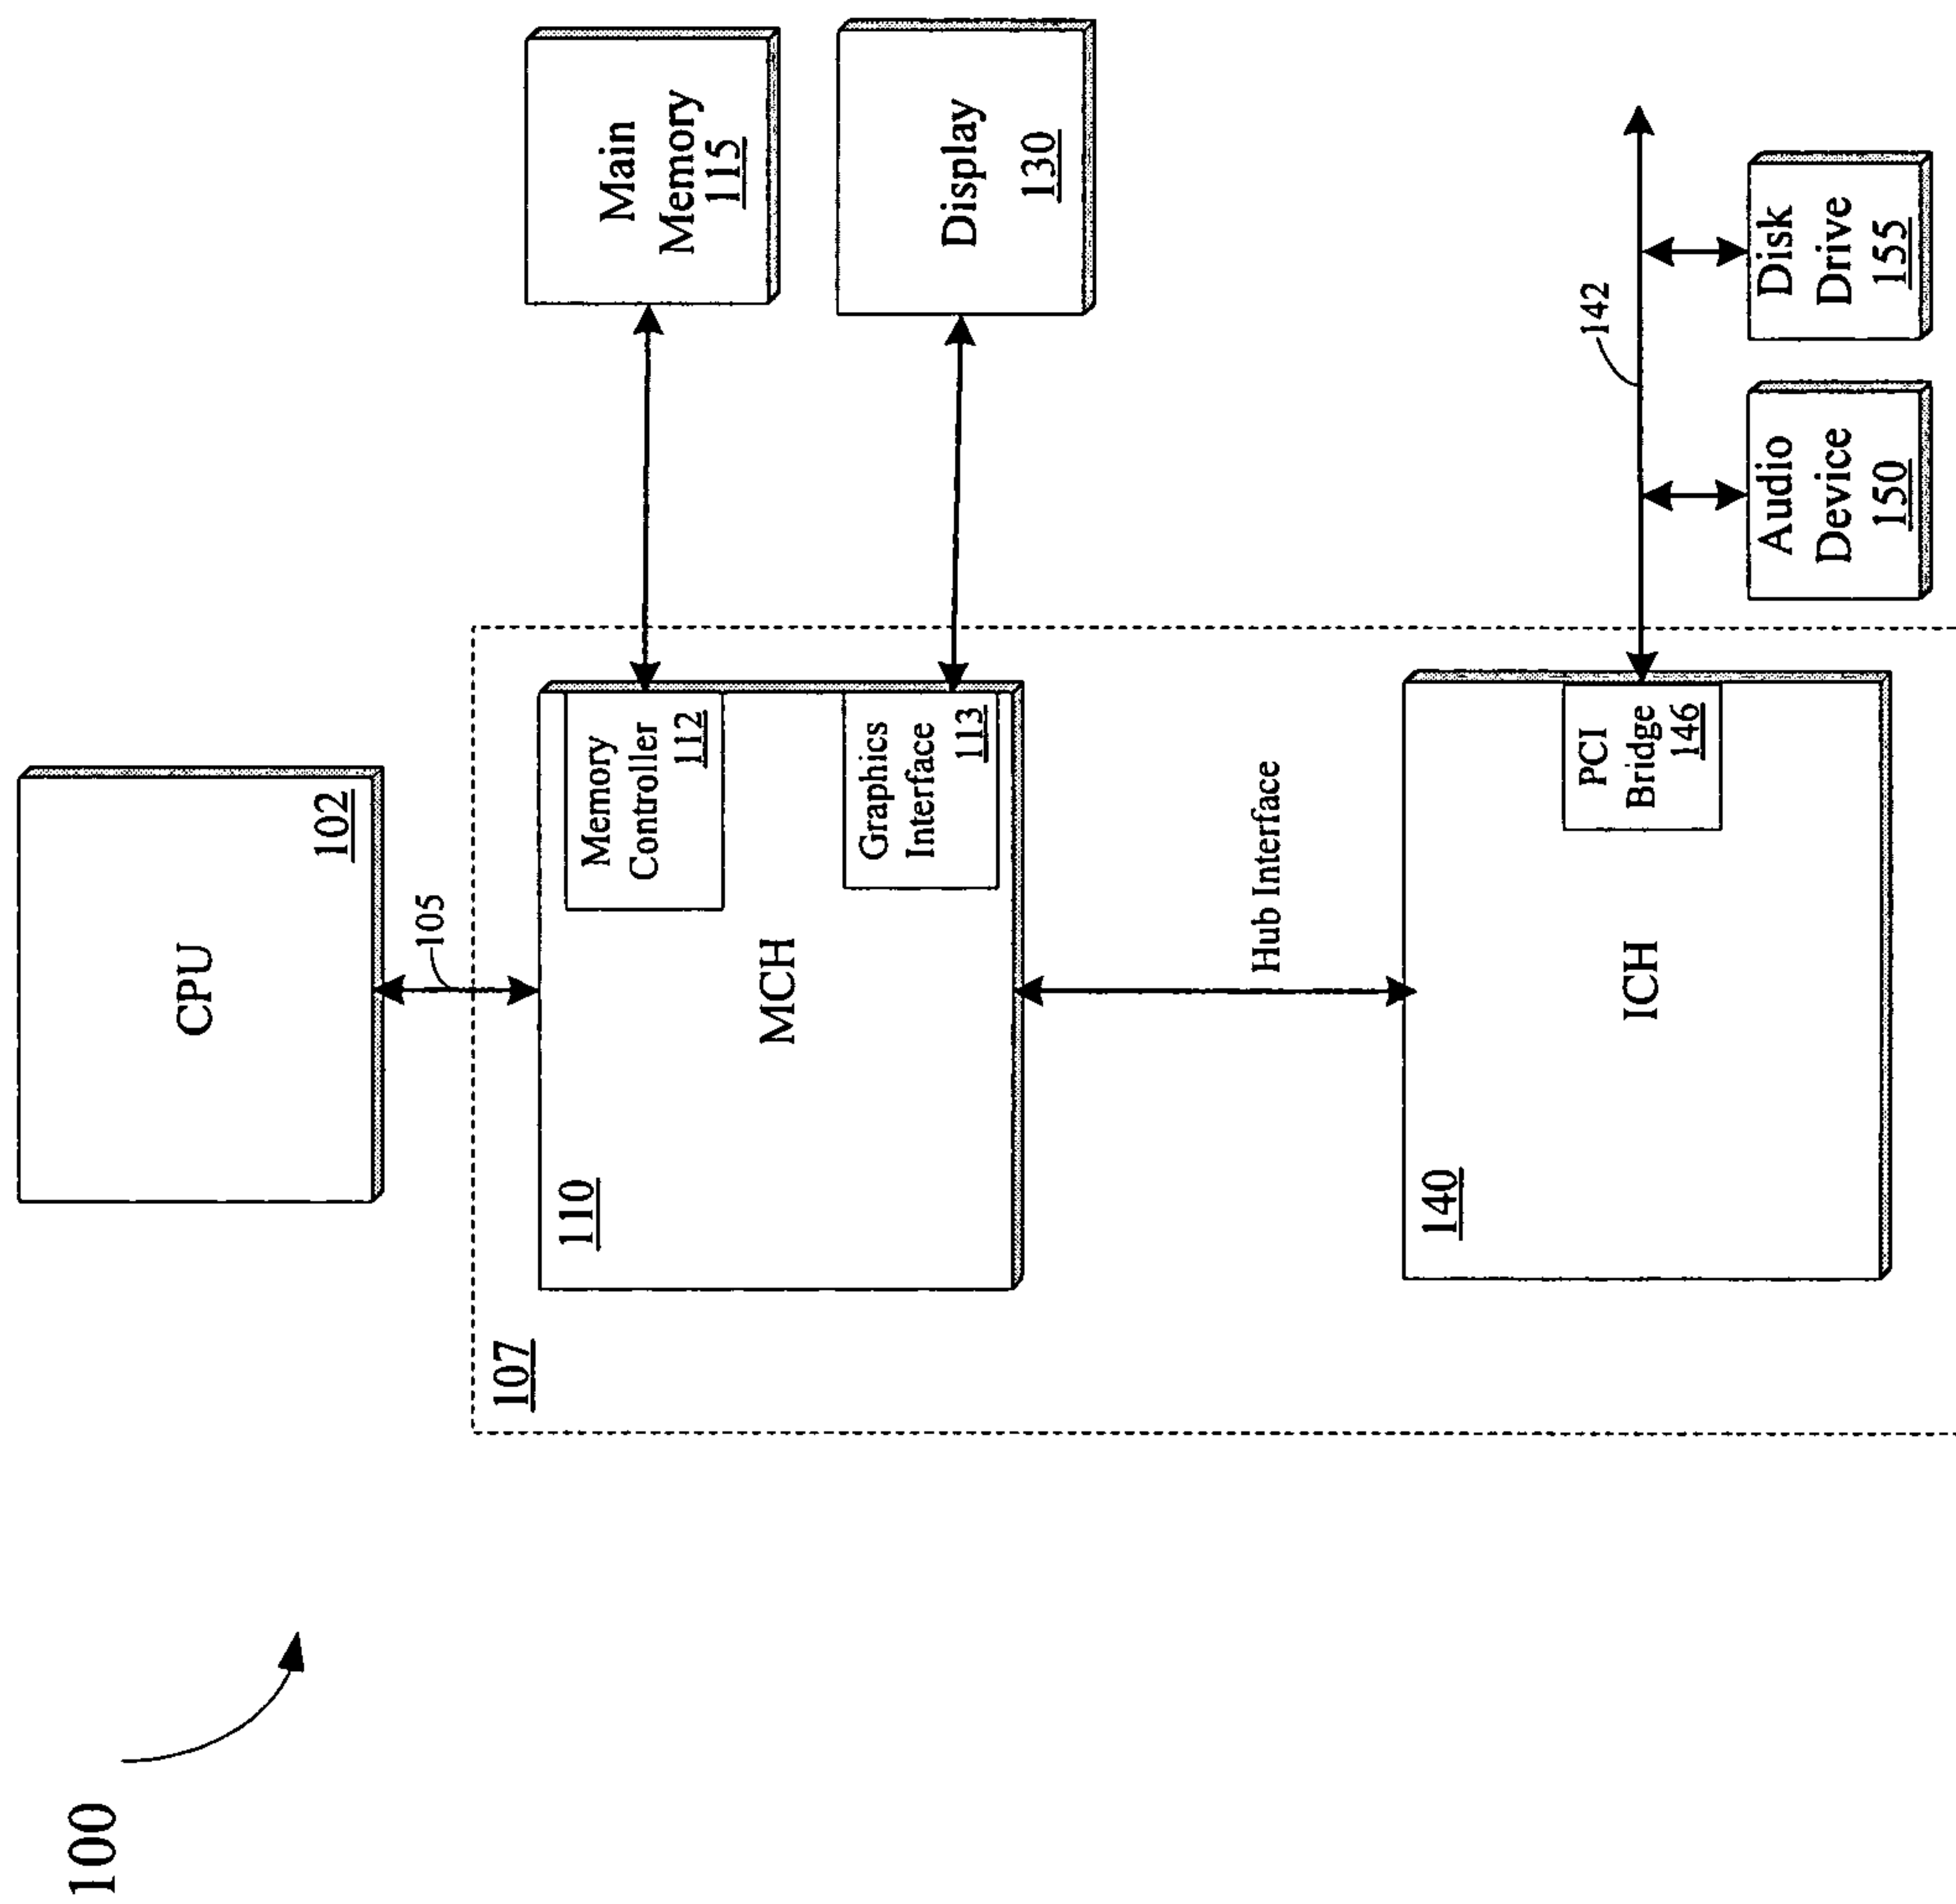 100
CPU
102
105
107
110
MCH
Memory
Controller
112
Graphics
Interface
113
Main
Memory
115
Display
130
Hub Interface
140
ICH
PCI
Bridge
146
142
Audio
Device
150
Disk
Drive
155